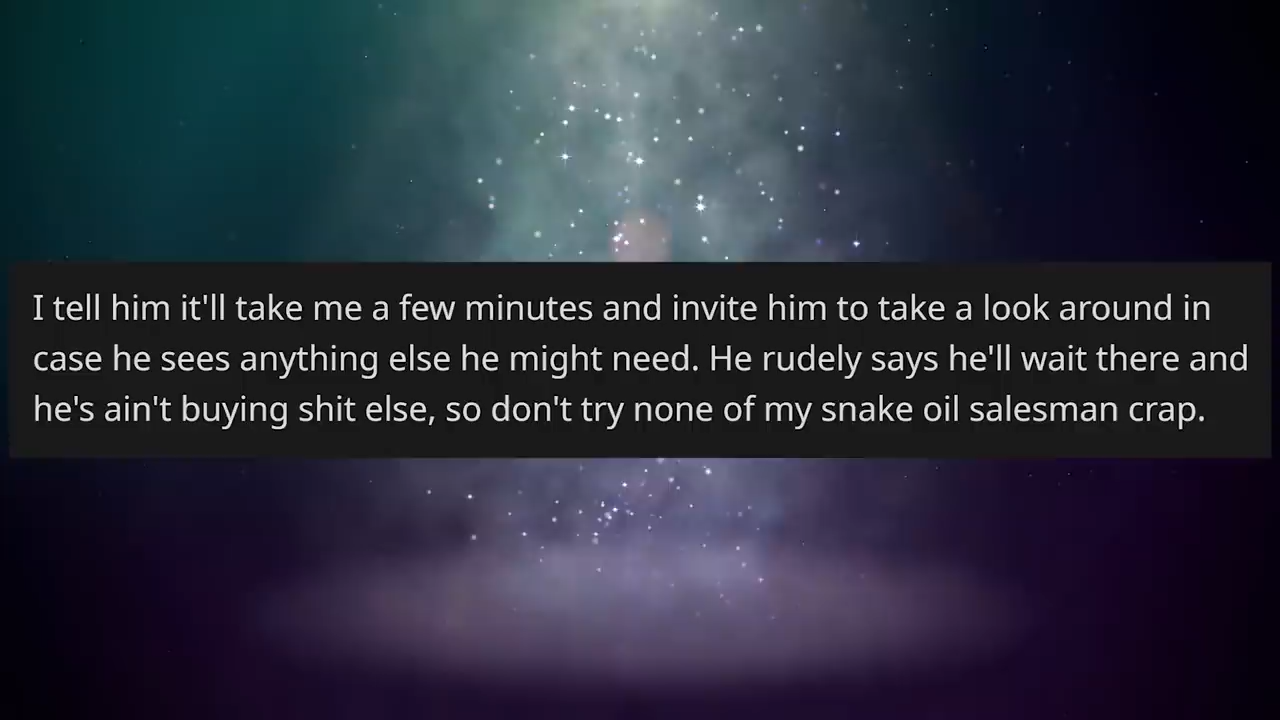 I tell him it'll take me a few minutes and invite him to take a look around in
case he sees anything else he might need. He rudely says he'll wait there and
he's ain't buying shit else, so don't try none of my snake oil salesman crap.